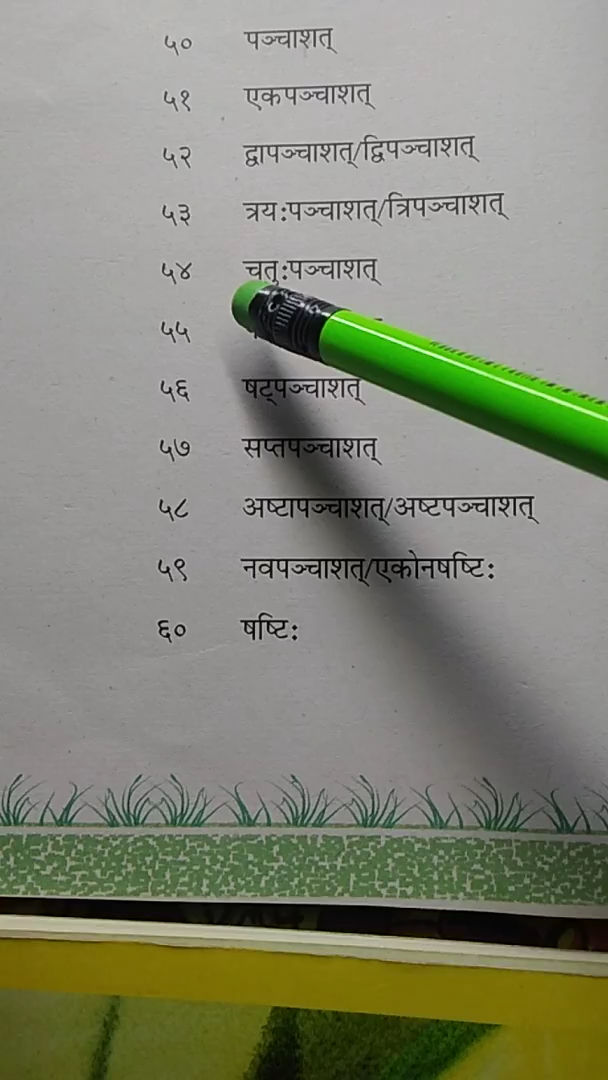 ५० पञ्चाशत्
५१ एकपञ्चाशत्
५२ द्वापञ्चाशत्/द्विपञ्चाशत्
५३ त्रय:पञ्चाशत्/त्रिपञ्चाशत्
५४ चतु:पञ्चाशत्
५५
५६ षट्पञ्चाशत्
५७ सप्तपञ्चाशत्
५८ अष्टापञ्चाशत्/अष्टपञ्चाशत्
५९ नवपञ्चाशत्/एकोनषष्टि:
६० षष्टि: